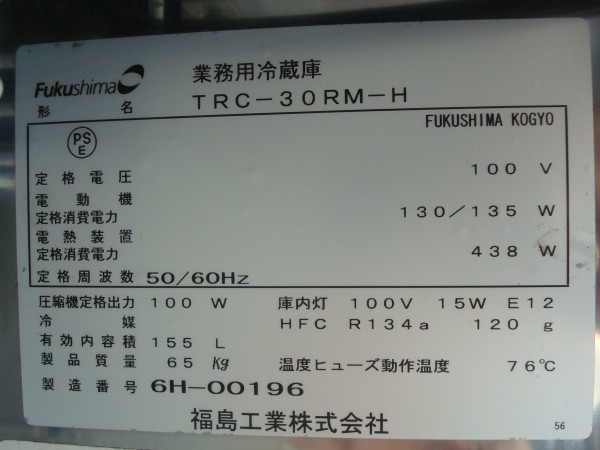 Fukushima
業務用冷蔵庫
形名 TRC-30RM-H
FUKUSHIMA KOGYO
PS
E
定格電圧 100 V
電動機
定格消費電力 130/135 W
電熱装置
定格消費電力 438 W
定格周波数 50/60Hz
圧縮機定格出力 100 W 庫内灯 100V 15W E12
冷媒 HFC R134a 120 g
有効内容積 155 L
製品質量 65 Kg 温度ヒューズ動作温度 76℃
製造番号 6H-00196
福島工業株式会社
56